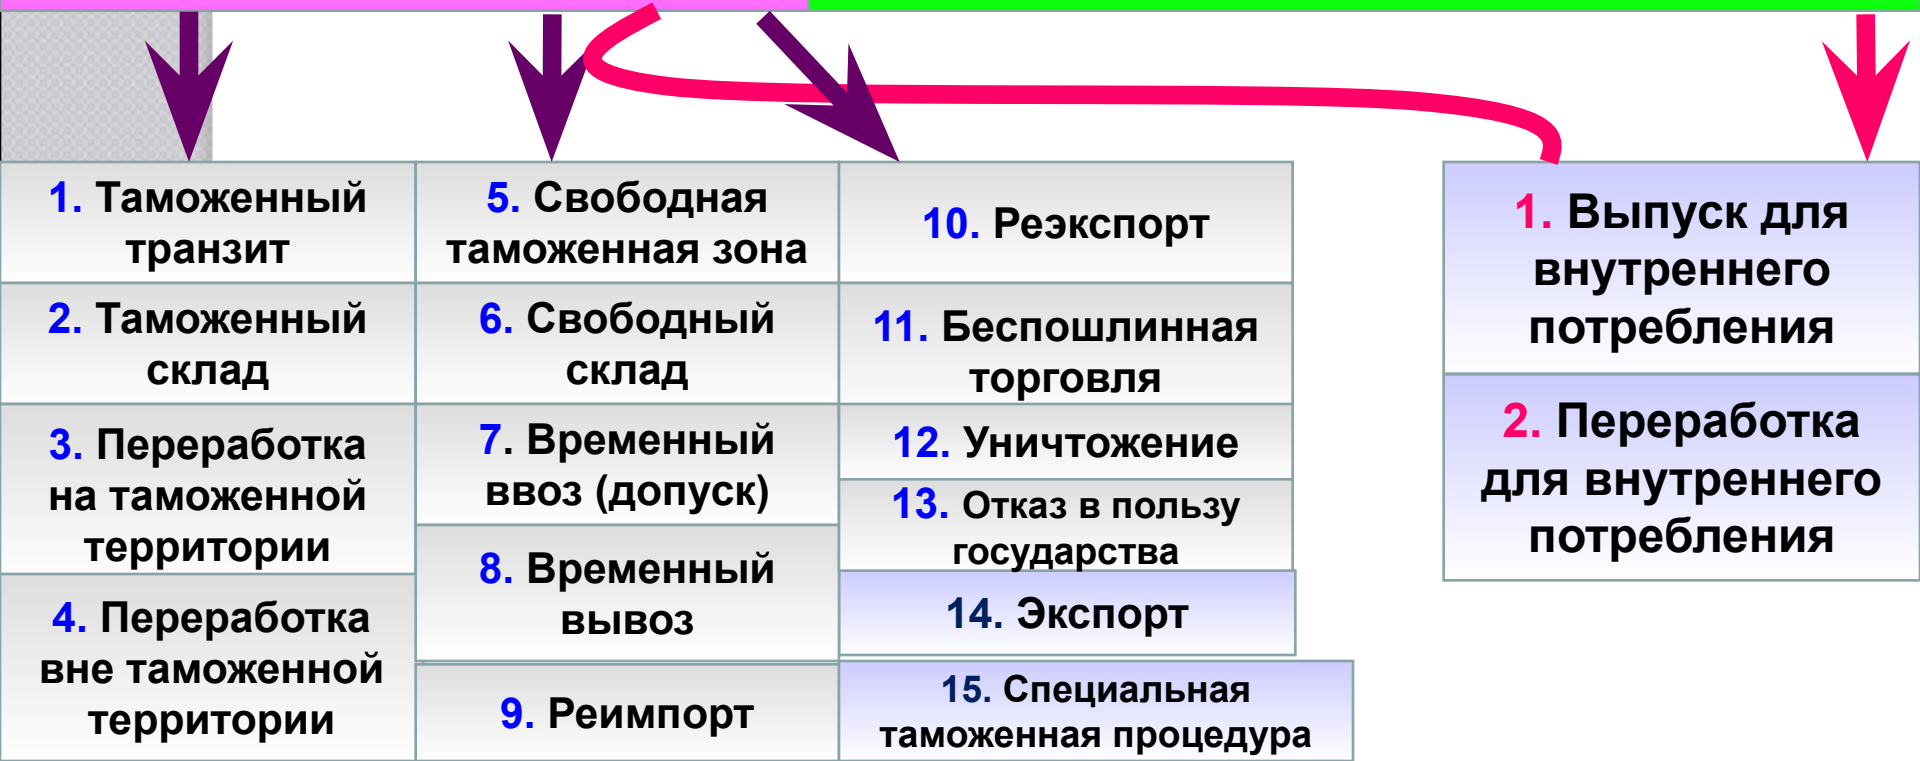 1. Таможенный
транзит
2. Таможенный
склад
3. Переработка
на таможенной
территории
4. Переработка
вне таможенной
территории
5. Свободная
таможенная зона
6. Свободный
склад
7. Временный
ввоз (допуск)
8. Временный
вывоз
9. Реимпорт
10. Реэкспорт
11. Беспошлинная
торговля
12. Уничтожение
13. Отказ в пользу
государства
14. Экспорт
15. Специальная
таможенная процедура
1. Выпуск для
внутреннего
потребления
2. Переработка
для внутреннего
потребления